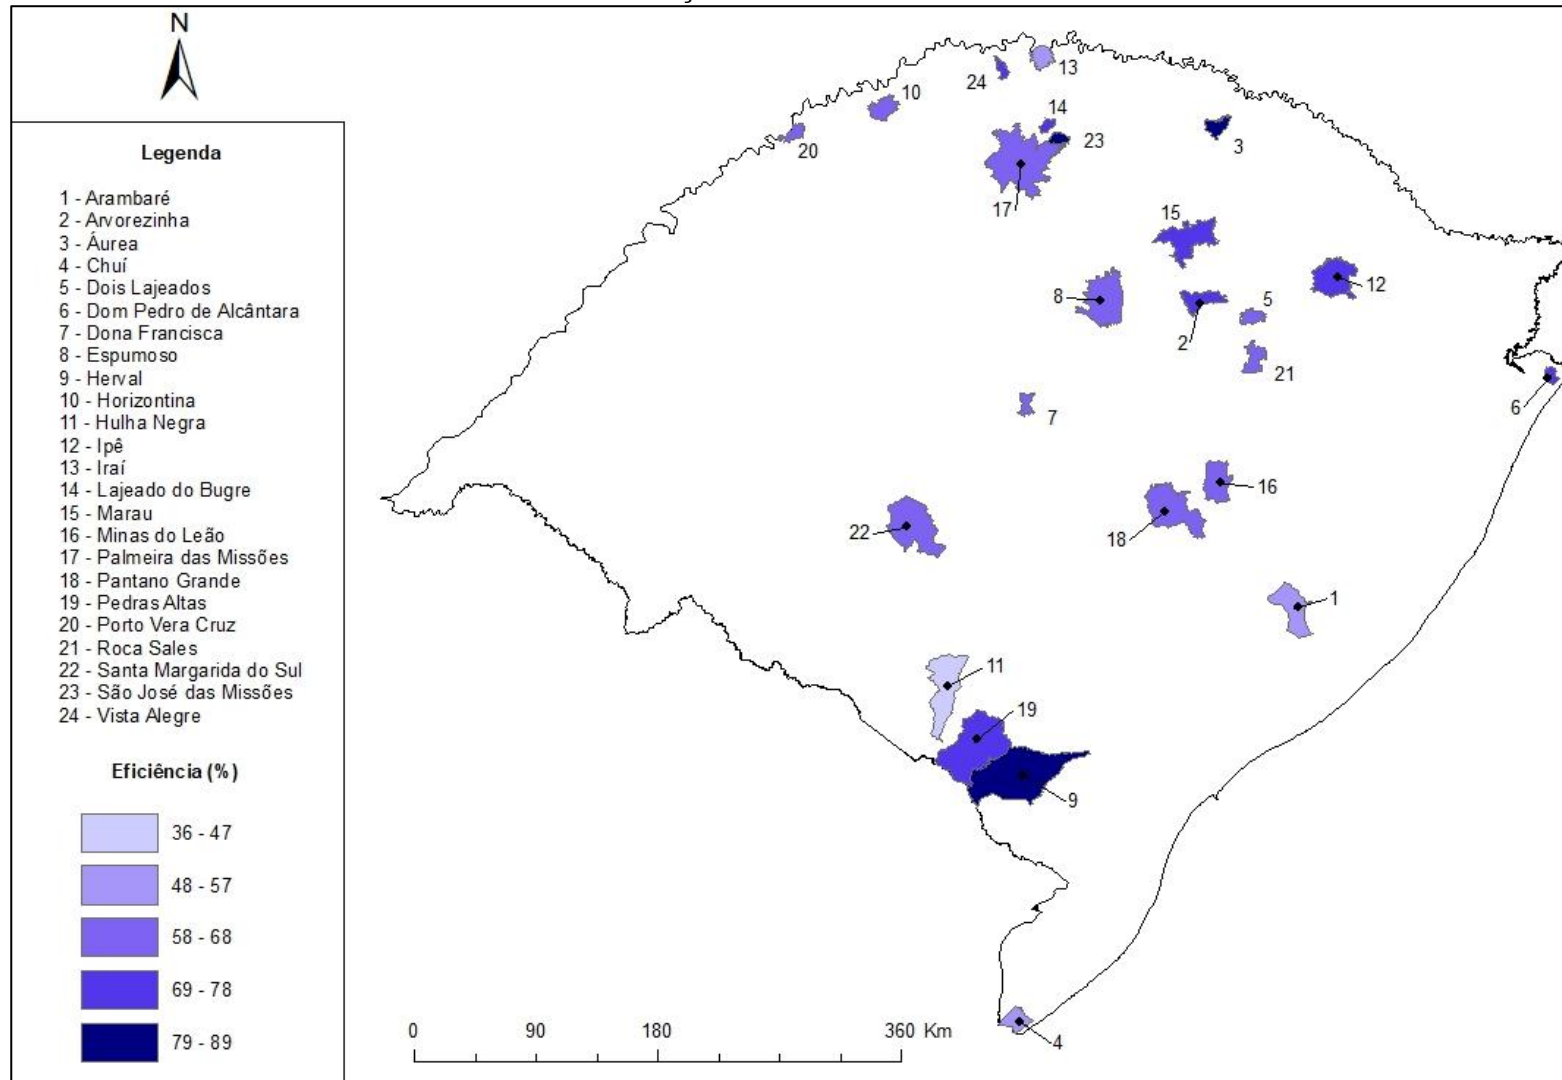 N
Legenda
1 - Arambaré
2 - Arvorezinha
3 - Áurea
4 - Chuí
5 - Dois Lajeados
6 - Dom Pedro de Alcântara
7 - Dona Francisca
8 - Espumoso
9 - Herval
10 - Horizontina
11 - Hulha Negra
12 - Ipê
13 - Iraí
14 - Lajeado do Bugre
15 - Marau
16 - Minas do Leão
17 - Palmeira das Missões
18 - Pantano Grande
19 - Pedras Altas
20 - Porto Vera Cruz
21 - Roca Sales
22 - Santa Margarida do Sul
23 - São José das Missões
24 - Vista Alegre
Eficiência (%)
36 - 47
48 - 57
58 - 68
69 - 78
79 - 89
24
13
10
14
20
23
3
17
15
8
5
12
2
21
6
7
16
22
18
1
11
19
9
4
0 90 180 360 Km